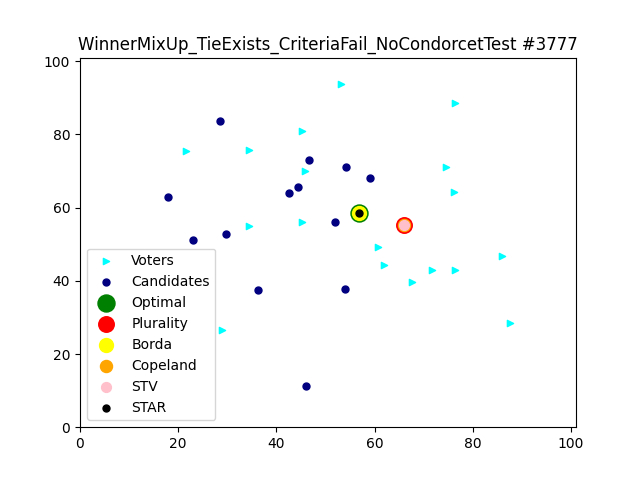 WinnerMixUp_TieExists_CriteriaFail_NoCondorcetTest #3777
100
80
60
40
20
0
0 20 40 60 80 100
Voters
Candidates
Optimal
Plurality
Borda
Copeland
STV
STAR